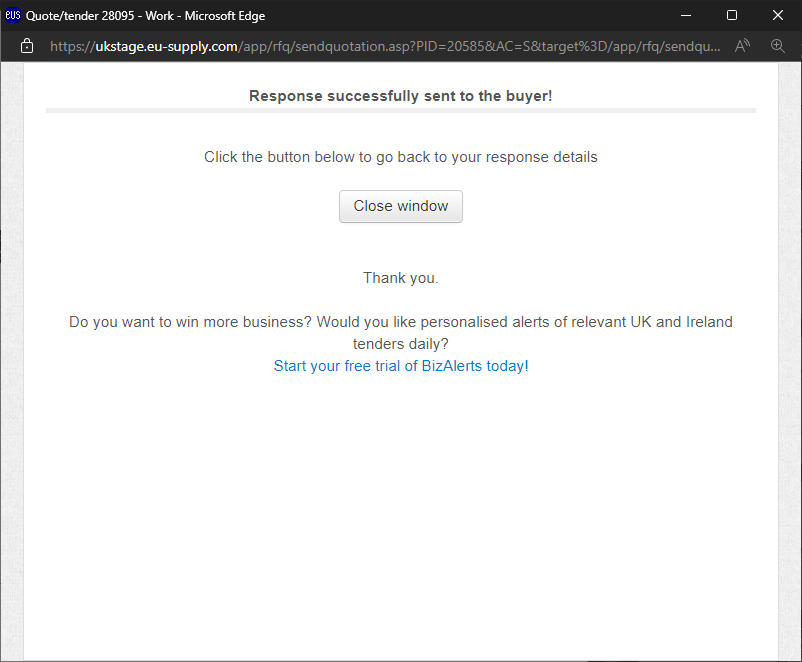 eus Quote/tender 28095 - Work - Microsoft Edge
https://ukstage.eu-supply.com/app/rfq/sendquotation.asp?PID=20585&AC=S&target%3D/app/rfq/sendqu...
Response successfully sent to the buyer!
Click the button below to go back to your response details
Close window
Thank you.
Do you want to win more business? Would you like personalised alerts of relevant UK and Ireland
tenders daily?
Start your free trial of BizAlerts today!